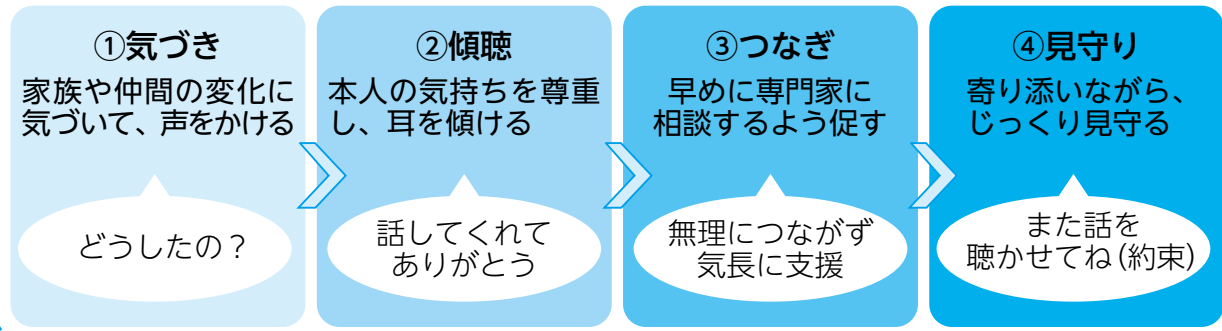 ①気づき
家族や仲間の変化に
気づいて、声をかける
どうしたの？
②傾聴
本人の気持ちを尊重
し、耳を傾ける
話してくれて
ありがとう
③つなぎ
早めに専門家に
相談するよう促す
無理につながず
気長に支援
④見守り
寄り添いながら、
じっくり見守る
また話を
聴かせてね(約束)